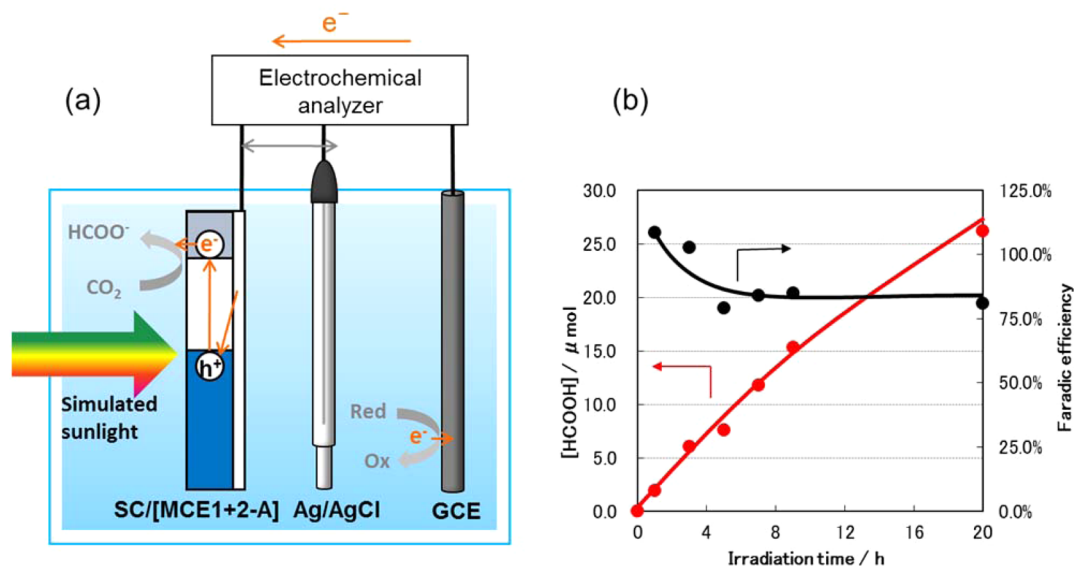 (a)
e⁻
Electrochemical
analyzer
HCOO⁻
e⁻
CO₂
h⁺
Simulated
sunlight
Red
e⁻
Ox
SC/[MCE1+2-A]
Ag/AgCl
GCE
(b)
30.0
25.0
20.0
15.0
10.0
5.0
0.0
[HCOOH] / μmol
125.0%
100.0%
75.0%
50.0%
25.0%
0.0%
Faradic efficiency
0
4
8
12
16
20
Irradiation time / h